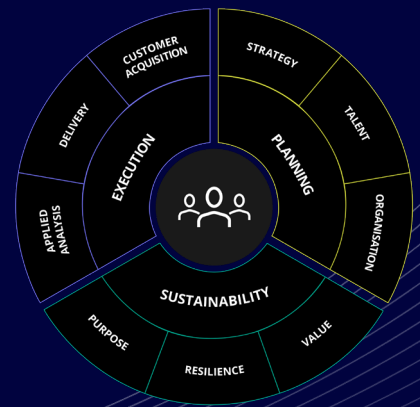 CUSTOMER
ACQUISITION
STRATEGY
DELIVERY
TALENT
EXECUTION
PLANNING
APPLIED
ANALYSIS
ORGANISATION
SUSTAINABILITY
PURPOSE
RESILIENCE
VALUE